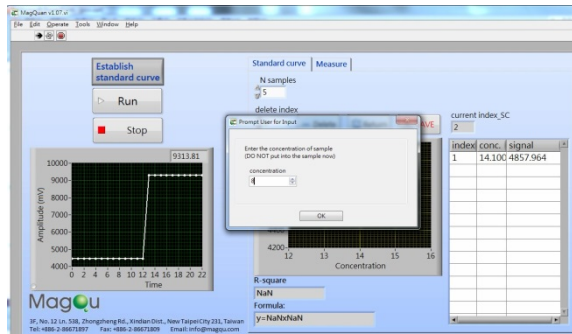 MagQuan v1.07.vi
File Edit Operate Tools Window Help
Establish
standard curve
Run
Stop
Standard curve Measure
N samples
5
delete index
current index_SC
2
Prompt User for Input
Enter the concentration of sample
(DO NOT put into the sample now)
concentration
OK
index conc. signal
1 14.100 4857.964
9313.81
Amplitude (mV)
10000
9000
8000
7000
6000
5000
4000
0 2 4 6 8 10 12 14 16 18 20 22
Time
4200
12 13 14 15 16
Concentration
R-square
NaN
Formula:
y=NaNxNaN
MagQu
3F, No. 12 Ln. 538, Zhongzheng Rd., Xindian Dist., New Taipei City 231, Taiwan
Tel: +886-2-86671897 Fax: +886-2-86671809 Email: info@magqu.com